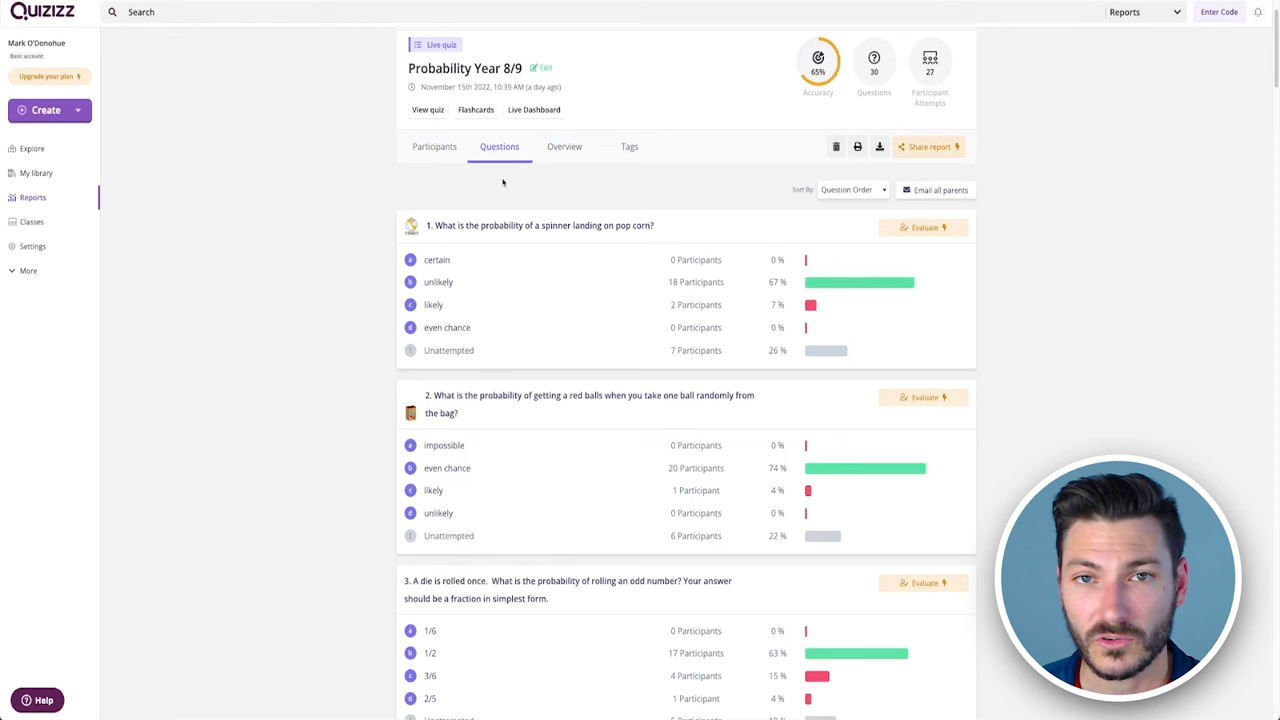 QUIZIZZ
Search
Reports
Enter Code
Mark O'Donohue
Basic account
Upgrade your plan
Create
Explore
My library
Reports
Classes
Settings
More
Help
Live quiz
Probability Year 8/9
Edit
November 15th 2022, 10:39 AM (a day ago)
View quiz Flashcards Live Dashboard
65%
Accuracy
30
Questions
27
Participant
Attempts
Participants Questions Overview Tags
Share report
Sort By: Question Order
Email all parents
1. What is the probability of a spinner landing on pop corn?
Evaluate
a certain 0 Participants 0 %
b unlikely 18 Participants 67 %
c likely 2 Participants 7 %
d even chance 0 Participants 0 %
! Unattempted 7 Participants 26 %
2. What is the probability of getting a red balls when you take one ball randomly from
the bag?
Evaluate
a impossible 0 Participants 0 %
b even chance 20 Participants 74 %
c likely 1 Participant 4 %
d unlikely 0 Participants 0 %
! Unattempted 6 Participants 22 %
3. A die is rolled once. What is the probability of rolling an odd number? Your answer
should be a fraction in simplest form.
Evaluate
a 1/6 0 Participants 0 %
b 1/2 17 Participants 63 %
c 3/6 4 Participants 15 %
d 2/5 1 Participant 4 %